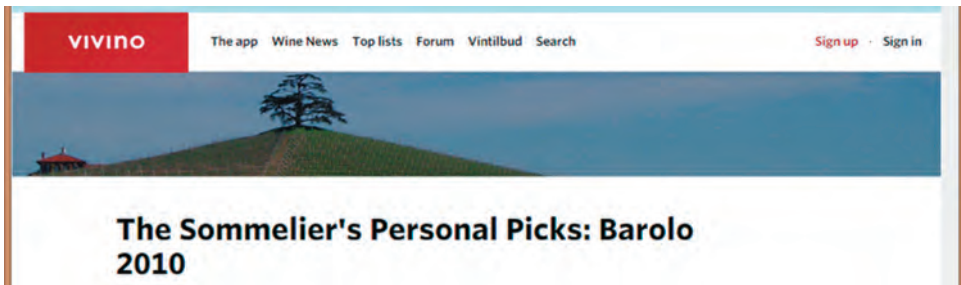 VIVINO The app Wine News Top lists Forum Vintilbud Search Sign up · Sign in
The Sommelier's Personal Picks: Barolo
2010